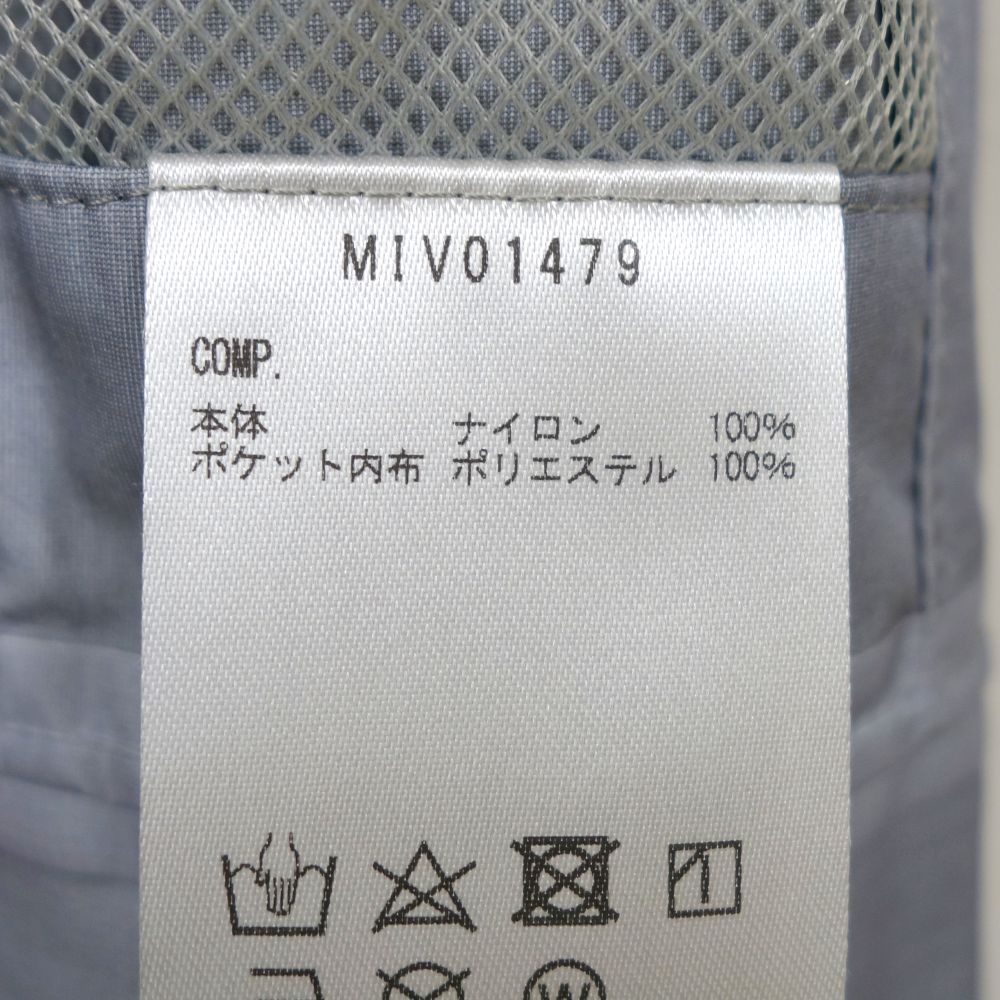 MIV01479
COMP.
本体 ナイロン 100%
ポケット内布 ポリエステル 100%
W